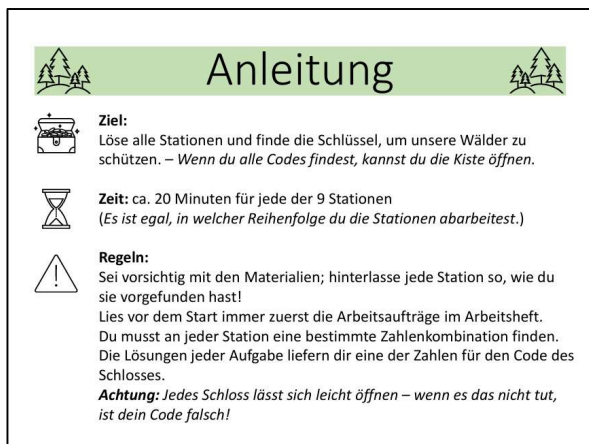 Anleitung
Ziel:
Löse alle Stationen und finde die Schlüssel, um unsere Wälder zu
schützen. – Wenn du alle Codes findest, kannst du die Kiste öffnen.
Zeit: ca. 20 Minuten für jede der 9 Stationen
(Es ist egal, in welcher Reihenfolge du die Stationen abarbeitest.)
Regeln:
Sei vorsichtig mit den Materialien; hinterlasse jede Station so, wie du
sie vorgefunden hast!
Lies vor dem Start immer zuerst die Arbeitsaufträge im Arbeitsheft.
Du musst an jeder Station eine bestimmte Zahlenkombination finden.
Die Lösungen jeder Aufgabe liefern dir eine der Zahlen für den Code des
Schlosses.
Achtung: Jedes Schloss lässt sich leicht öffnen – wenn es das nicht tut,
ist dein Code falsch!